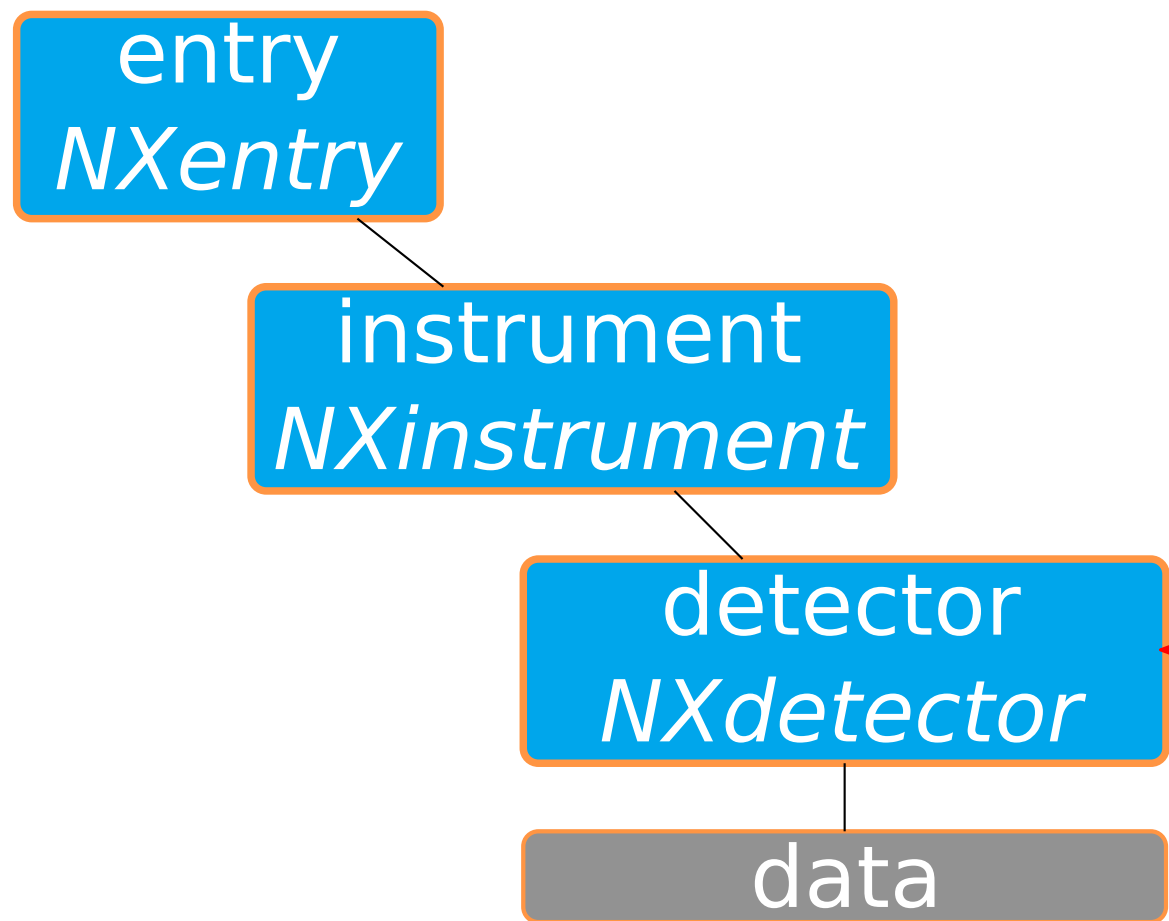 entry
NXentry
instrument
NXinstrument
detector
NXdetector
data